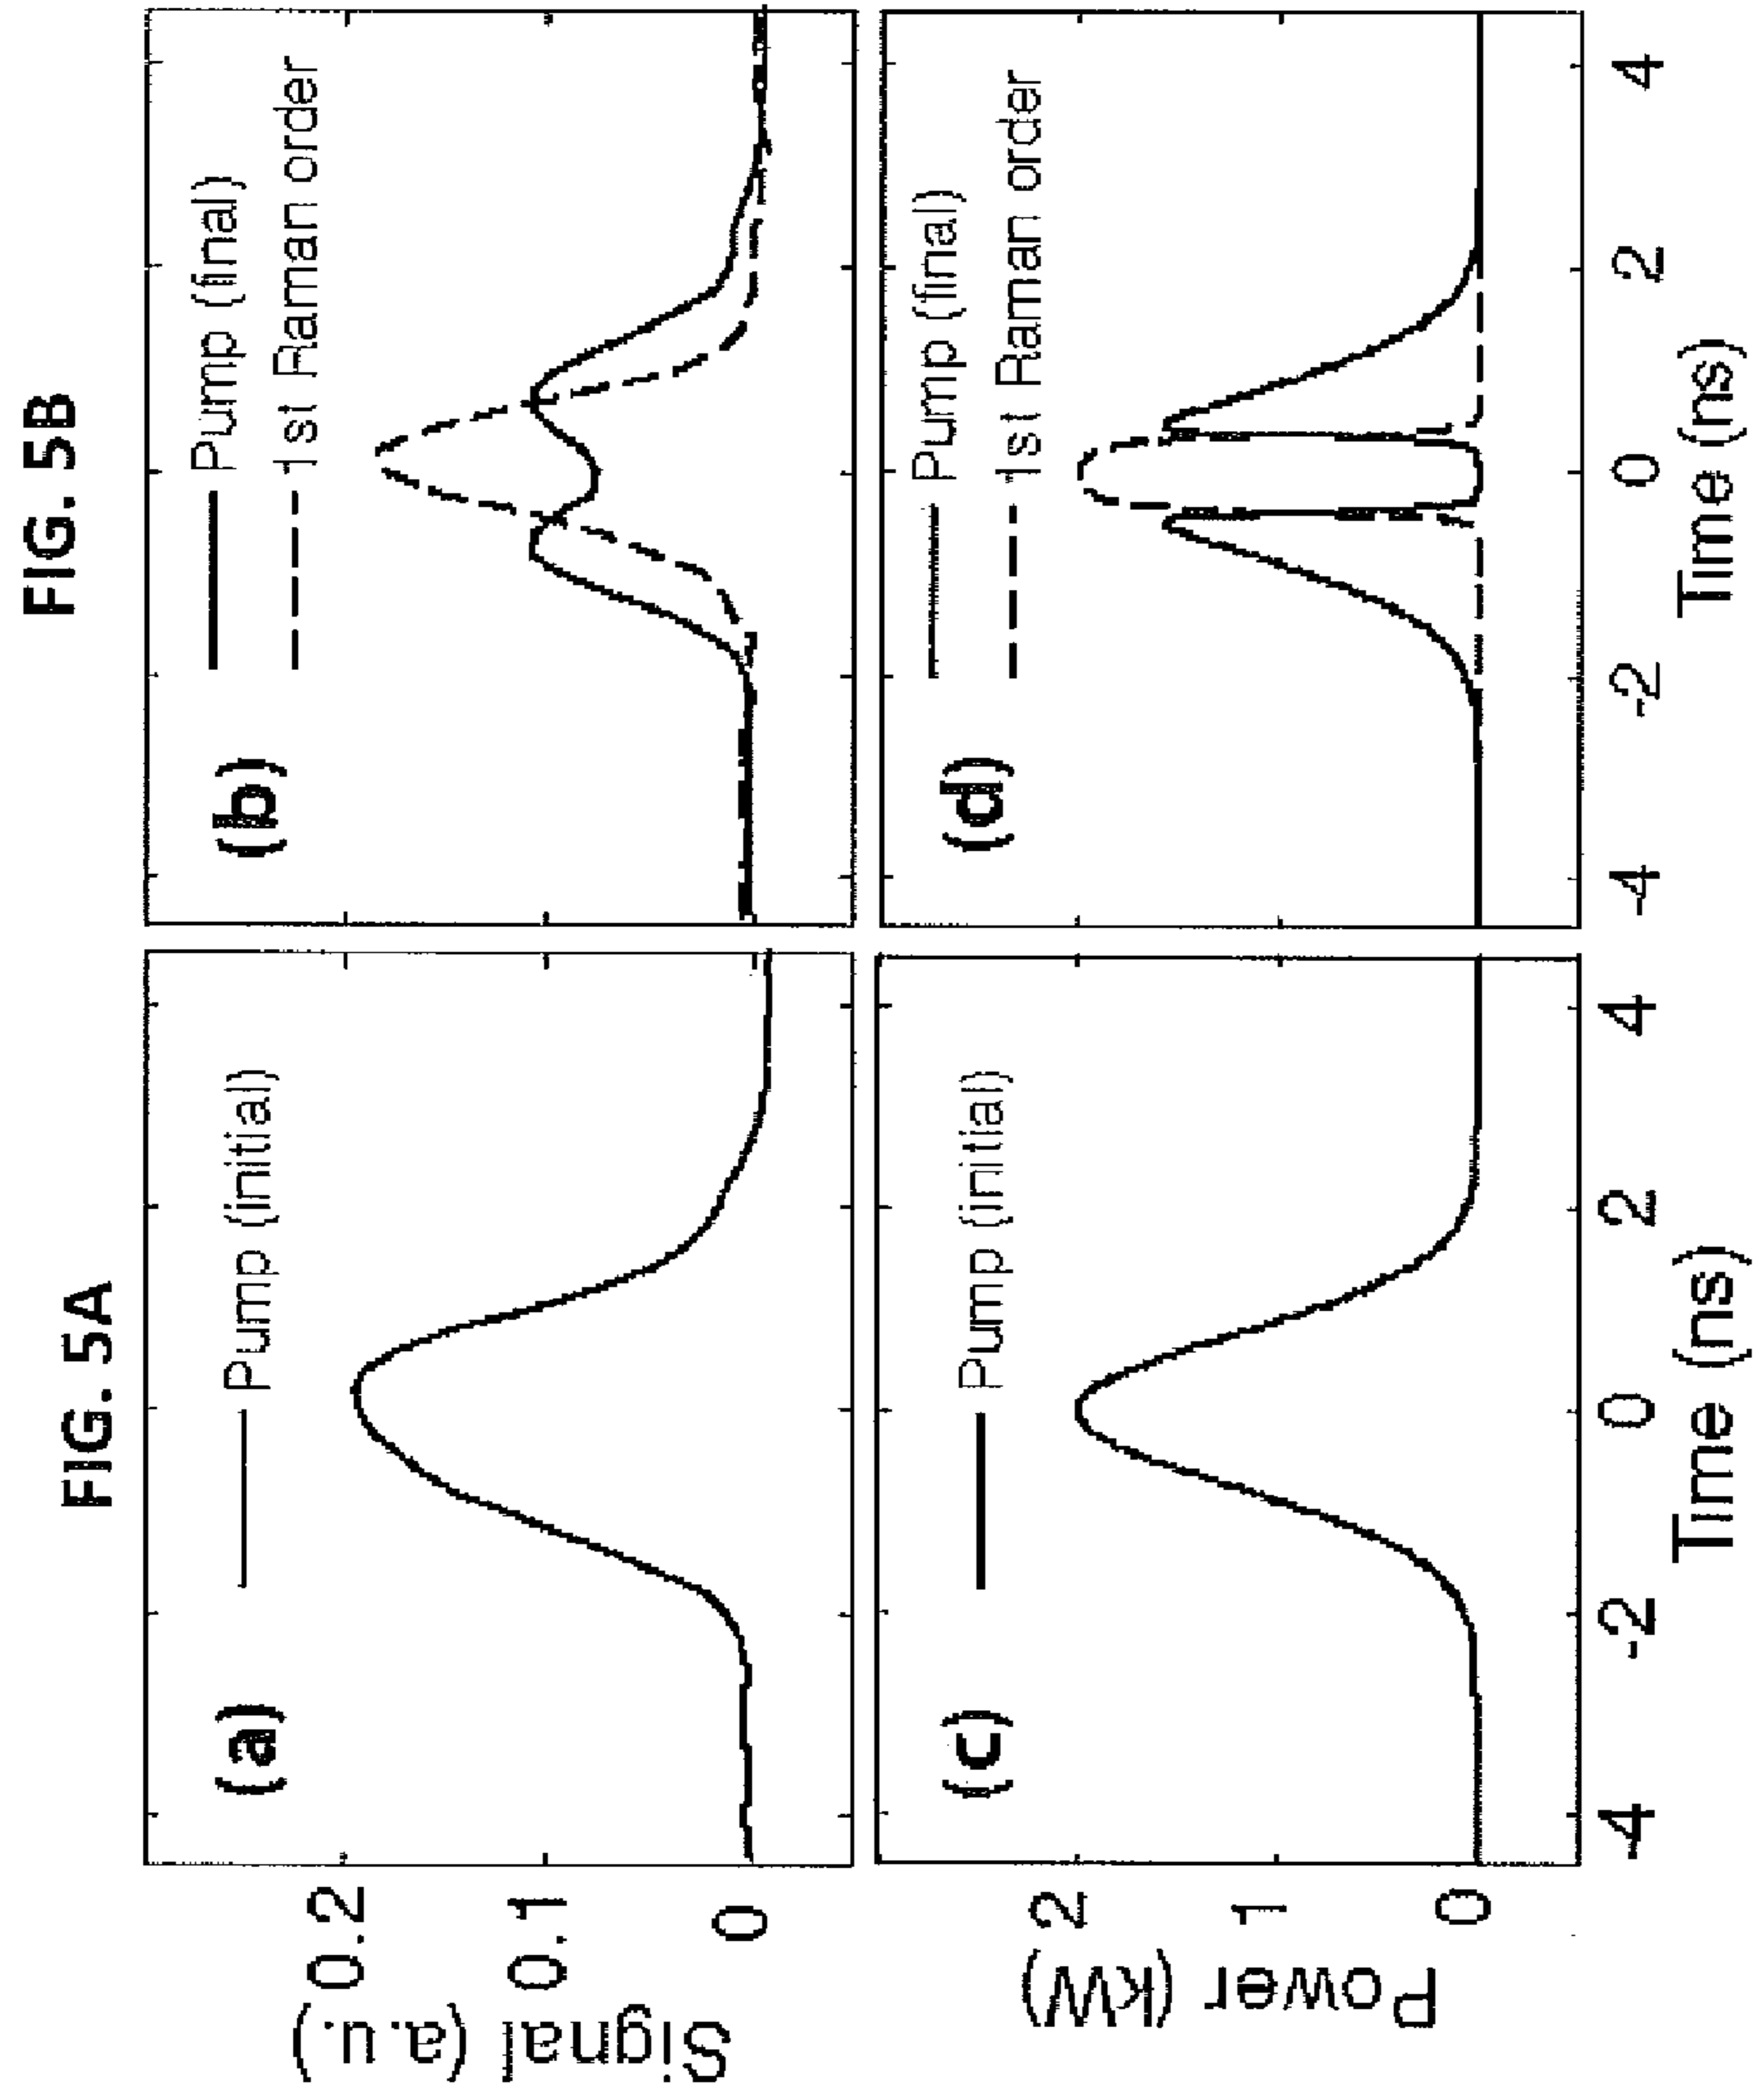 FIG. 5A
FIG. 5B
Signal (a.u.)
0.2
0.1
0
(a)
Pump (initial)
(b)
Pump (final)
1st Raman order
Power (kW)
2
1
0
(c)
Pump (initial)
(d)
Pump (final)
1st Raman order
-4 -2 0 2 4
-4 -2 0 2 4
Time (ns)
Time (ns)